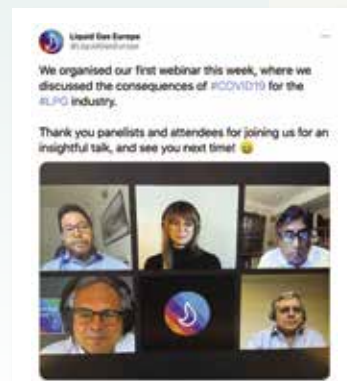 Liquid Gas Europe
@LiquidGasEurope
We organised our first webinar this week, where we
discussed the consequences of #COVID19 for the
#LPG industry.
Thank you panelists and attendees for joining us for an
insightful talk, and see you next time! 😄